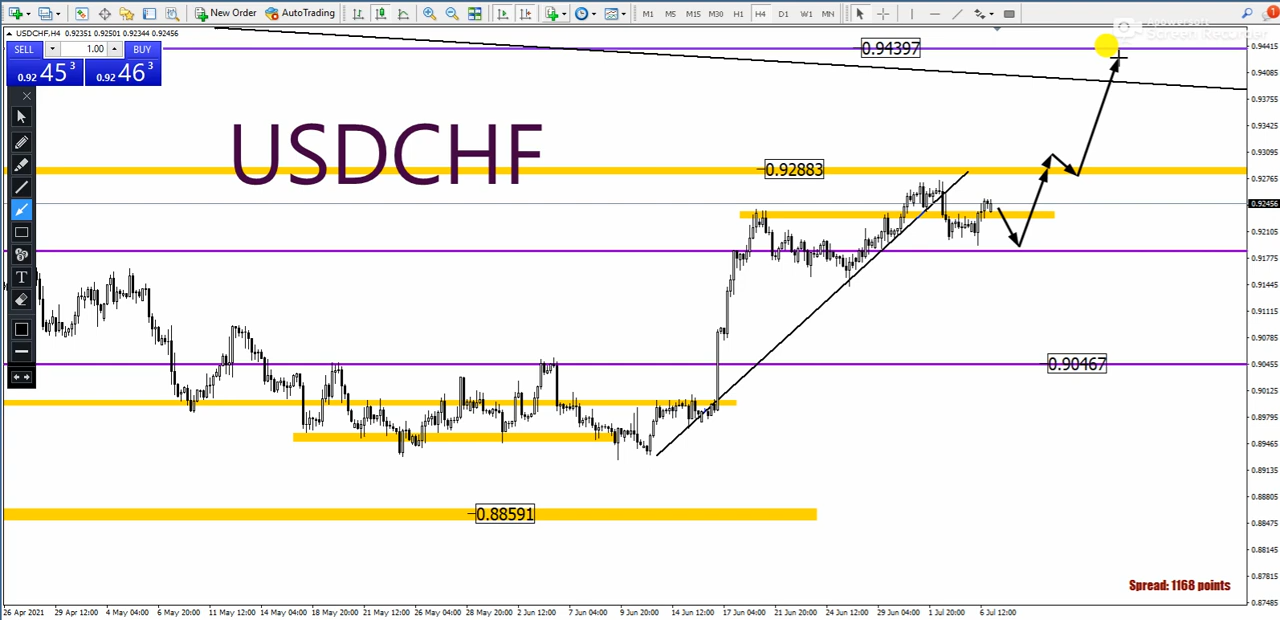 New Order
AutoTrading
M1 M5 M15 M30 H1 H4 D1 W1 MN
1
Screen Recorder
USDCHF,H4 0.92351 0.92501 0.92344 0.92456
SELL 1.00 BUY
0.92 45 3
0.92 46 3
USDCHF
0.94397
0.92883
0.90467
0.88591
T
0.94415
0.94085
0.93755
0.93425
0.93095
0.92765
0.92456
0.92105
0.91775
0.91445
0.91115
0.90785
0.90455
0.90125
0.89795
0.89465
0.89135
0.88805
0.88475
0.88145
0.87815
0.87485
Spread: 1168 points
26 Apr 2021 29 Apr 12:00 4 May 04:00 6 May 20:00 11 May 12:00 14 May 04:00 18 May 20:00 21 May 12:00 26 May 04:00 28 May 20:00 2 Jun 12:00 7 Jun 04:00 9 Jun 20:00 14 Jun 12:00 17 Jun 04:00 21 Jun 20:00 24 Jun 12:00 29 Jun 04:00 1 Jul 20:00 6 Jul 12:00